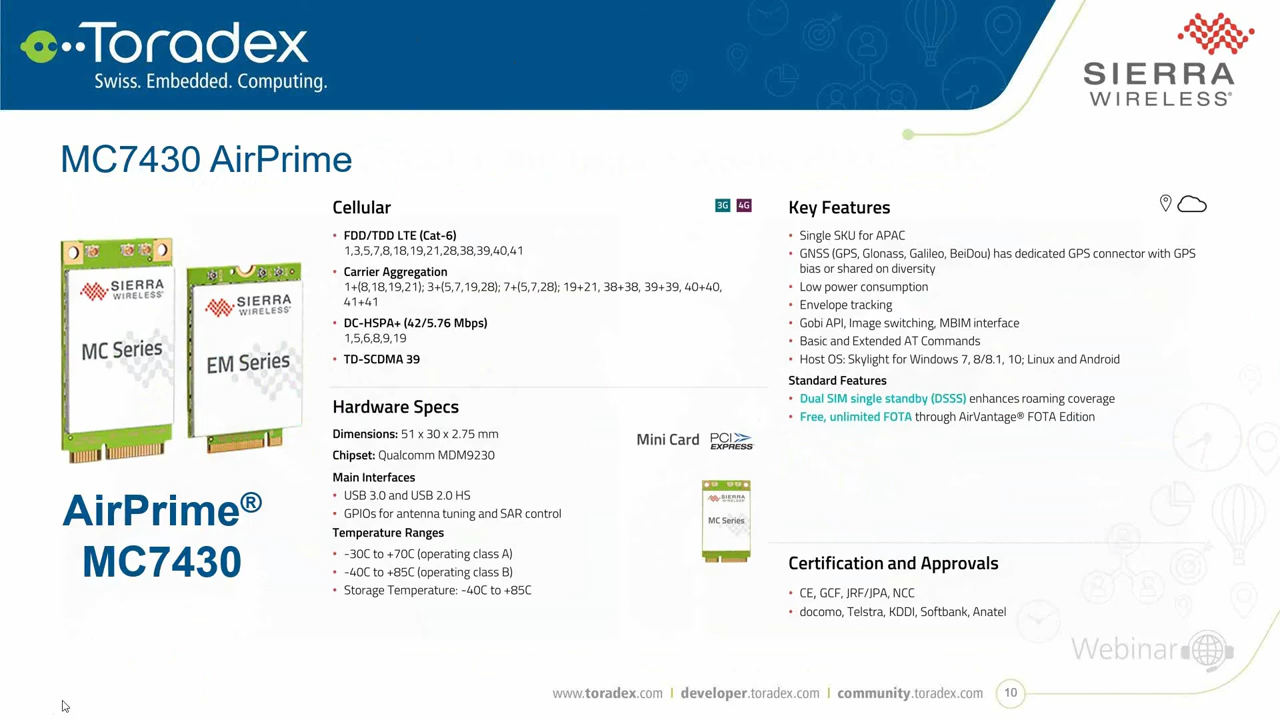 Toradex
Swiss. Embedded. Computing.
SIERRA
WIRELESS®
MC7430 AirPrime
SIERRA
WIRELESS
MC Series
SIERRA
WIRELESS
EM Series
AirPrime®
MC7430
Cellular
3G 4G
• FDD/TDD LTE (Cat-6)
1,3,5,7,8,18,19,21,28,38,39,40,41
• Carrier Aggregation
1+(8,18,19,21); 3+(5,7,19,28); 7+(5,7,28); 19+21, 38+38, 39+39, 40+40,
41+41
• DC-HSPA+ (42/5.76 Mbps)
1,5,6,8,9,19
• TD-SCDMA 39
Hardware Specs
Dimensions: 51 x 30 x 2.75 mm
Chipset: Qualcomm MDM9230
Main Interfaces
• USB 3.0 and USB 2.0 HS
• GPIOs for antenna tuning and SAR control
Temperature Ranges
• -30C to +70C (operating class A)
• -40C to +85C (operating class B)
• Storage Temperature: -40C to +85C
Mini Card PCI EXPRESS
SIERRA
WIRELESS
MC Series
Key Features
• Single SKU for APAC
• GNSS (GPS, Glonass, Galileo, BeiDou) has dedicated GPS connector with GPS
bias or shared on diversity
• Low power consumption
• Envelope tracking
• Gobi API, Image switching, MBIM interface
• Basic and Extended AT Commands
• Host OS: Skylight for Windows 7, 8/8.1, 10; Linux and Android
Standard Features
• Dual SIM single standby (DSSS) enhances roaming coverage
• Free, unlimited FOTA through AirVantage® FOTA Edition
Certification and Approvals
• CE, GCF, JRF/JPA, NCC
• docomo, Telstra, KDDI, Softbank, Anatel
Webinar
www.toradex.com | developer.toradex.com | community.toradex.com 10